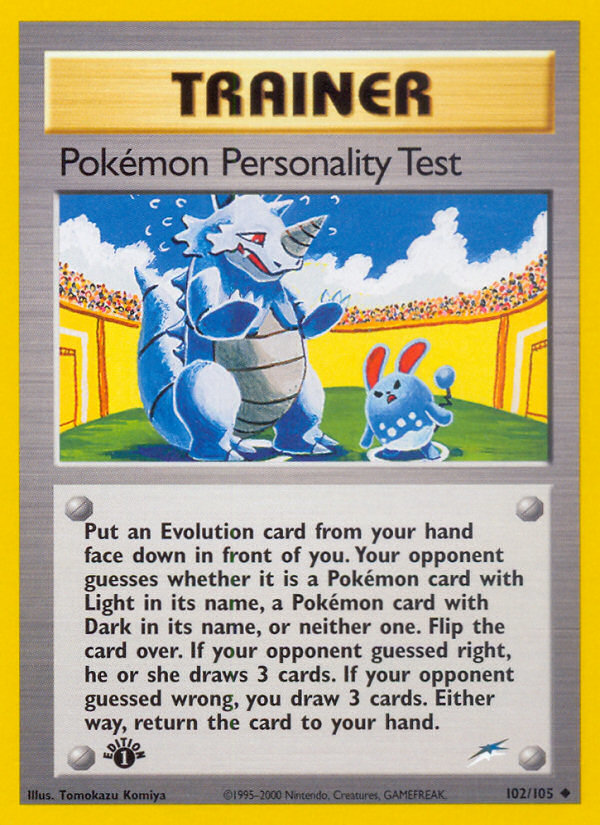 TRAINER
Pokémon Personality Test
Put an Evolution card from your hand
face down in front of you. Your opponent
guesses whether it is a Pokémon card with
Light in its name, a Pokémon card with
Dark in its name, or neither one. Flip the
card over. If your opponent guessed right,
he or she draws 3 cards. If your opponent
guessed wrong, you draw 3 cards. Either
way, return the card to your hand.
EDITION
1
Illus. Tomokazu Komiya
©1995-2000 Nintendo, Creatures, GAMEFREAK.
102/105 ◆